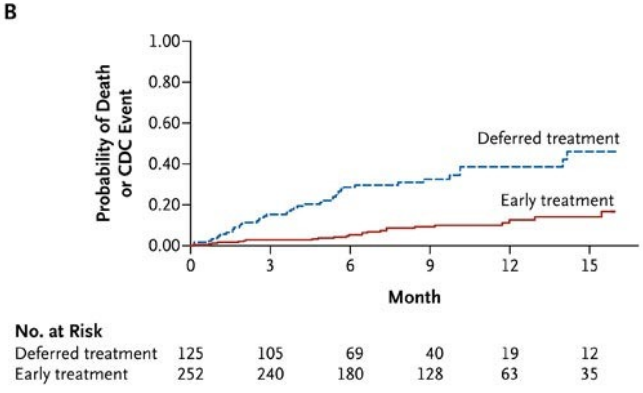 B
1.00
0.80
0.60
0.40
0.20
0.00
Probability of Death
or CDC Event
Deferred treatment
Early treatment
0 3 6 9 12 15
Month
No. at Risk
Deferred treatment 125 105 69 40 19 12
Early treatment 252 240 180 128 63 35